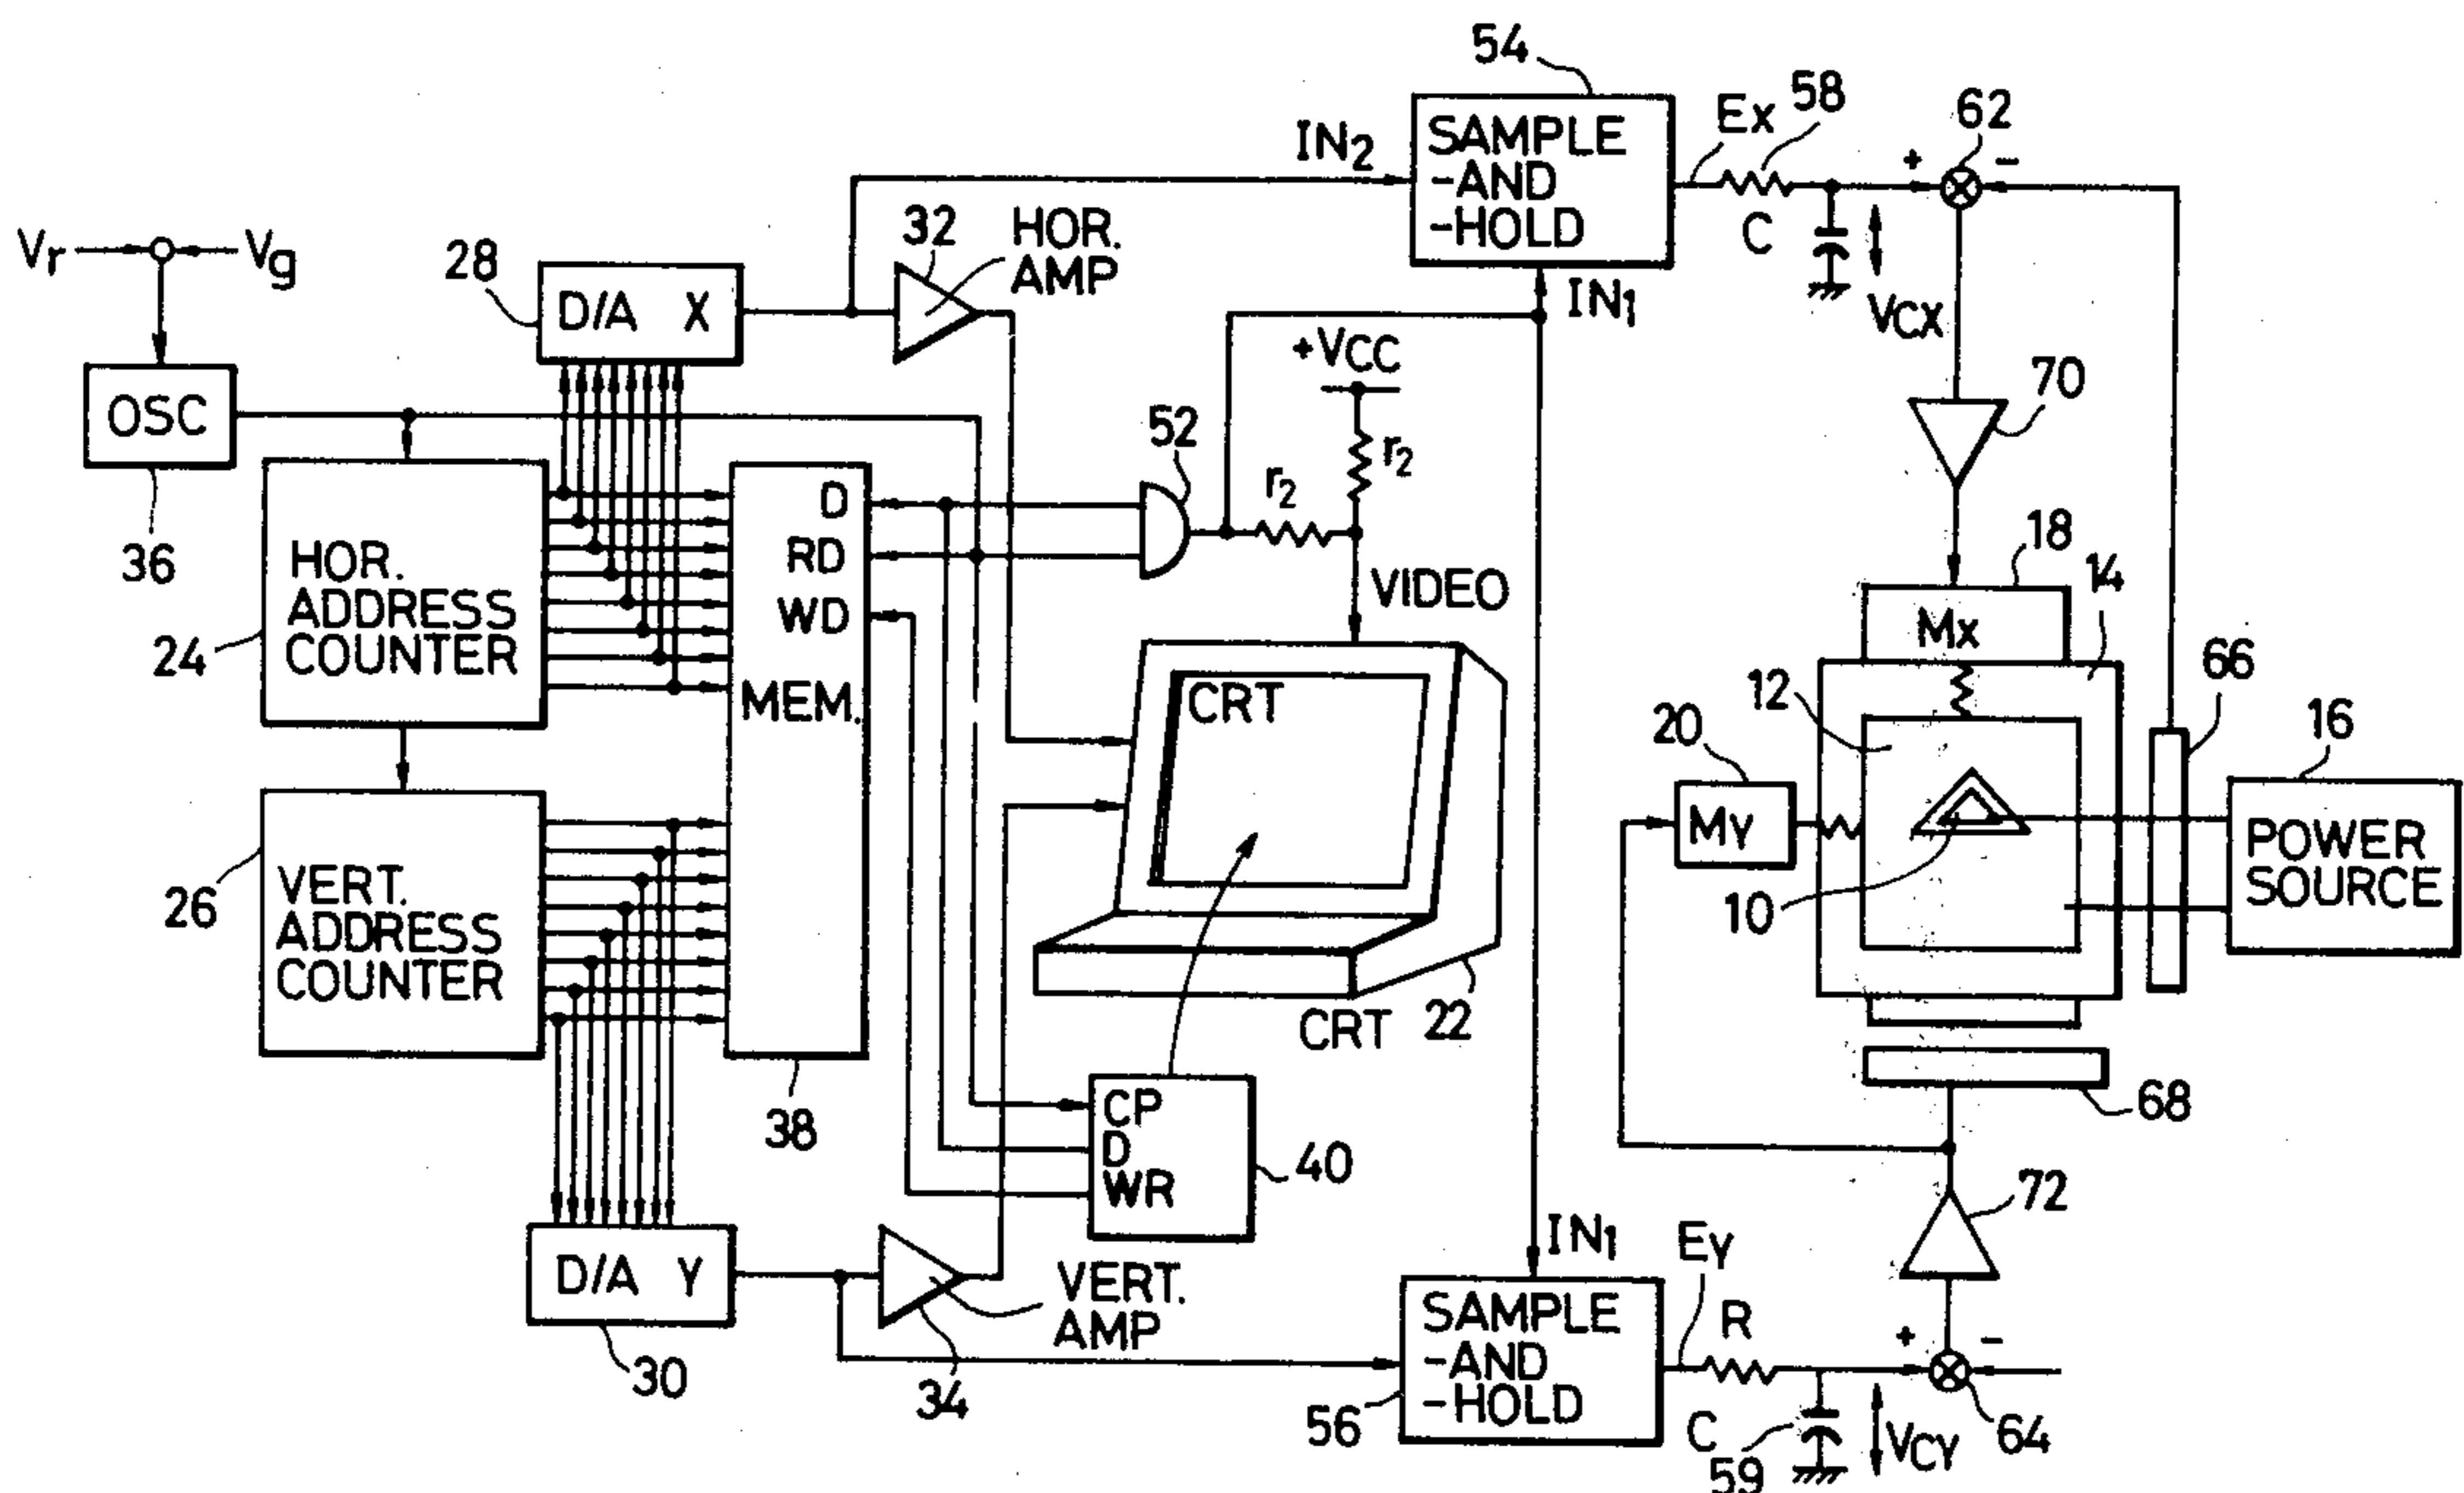 54
Ex
58
62
IN2
SAMPLE
-AND
-HOLD
+
-
C
VCX
IN1
Vr
Vg
28
D/A X
32
HOR.
AMP
+VCC
70
OSC
52
r2
r2
36
HOR.
ADDRESS
COUNTER
24
D
RD
WD
MEM.
VIDEO
18
14
MX
12
66
16
20
CRT
MY
POWER
SOURCE
10
VERT.
ADDRESS
COUNTER
26
22
CRT
38
CP
D
WR
40
68
72
IN1
EY
D/A Y
VERT.
AMP
SAMPLE
-AND
-HOLD
R
+
-
30
34
56
C
59
VCY
64